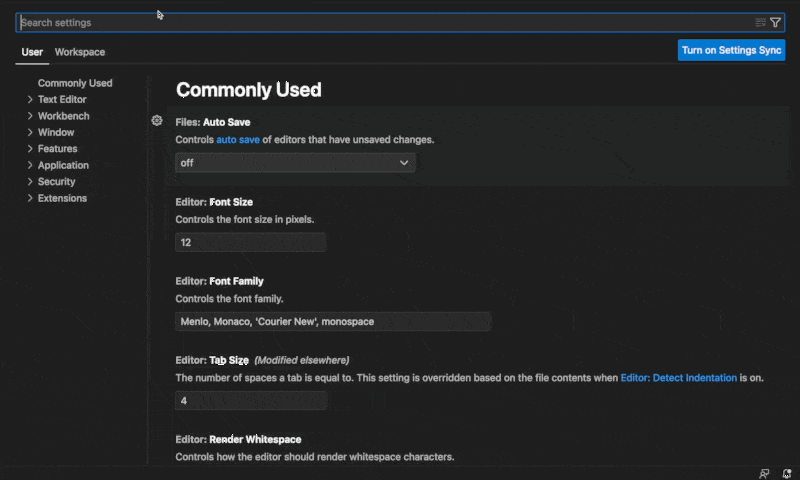 Search settings
User Workspace
Turn on Settings Sync
Commonly Used
Text Editor
Workbench
Window
Features
Application
Security
Extensions
Commonly Used
Files: Auto Save
Controls auto save of editors that have unsaved changes.
off
Editor: Font Size
Controls the font size in pixels.
12
Editor: Font Family
Controls the font family.
Menlo, Monaco, 'Courier New', monospace
Editor: Tab Size (Modified elsewhere)
The number of spaces a tab is equal to. This setting is overridden based on the file contents when Editor: Detect Indentation is on.
4
Editor: Render Whitespace
Controls how the editor should render whitespace characters.